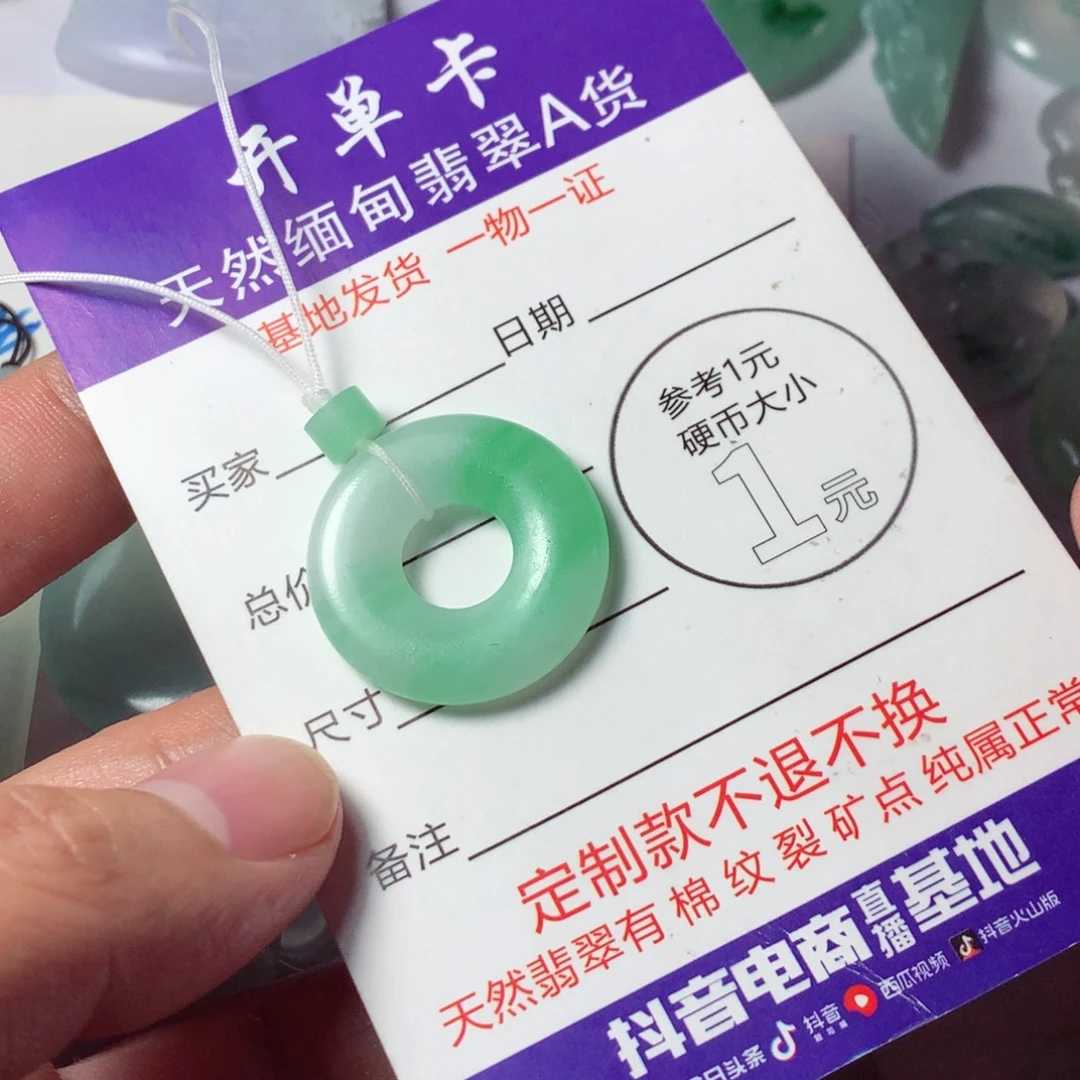 开单卡
天然缅甸翡翠A货
基地发货 一物一证
日期
买家
参考1元
硬币大小
1元
总价
尺寸
备注
定制款不退不换
天然翡翠有 棉 纹 裂 矿 点 纯属正常
抖音电商直播基地
日头条 抖音 西瓜视频 抖音火山版